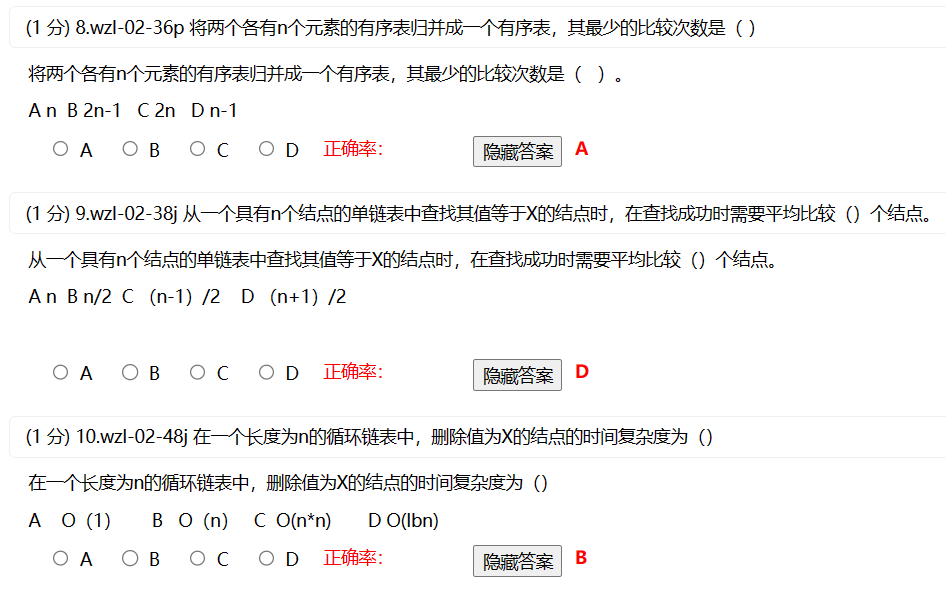 (1 分) 8.wzl-02-36p 将两个各有n个元素的有序表归并成一个有序表，其最少的比较次数是（ ）
将两个各有n个元素的有序表归并成一个有序表，其最少的比较次数是（ ）。
A n B 2n-1 C 2n D n-1
A B C D 正确率： 隐藏答案 A
(1 分) 9.wzl-02-38j 从一个具有n个结点的单链表中查找其值等于X的结点时，在查找成功时需要平均比较（）个结点。
从一个具有n个结点的单链表中查找其值等于X的结点时，在查找成功时需要平均比较（）个结点。
A n B n/2 C （n-1）/2 D （n+1）/2
A B C D 正确率： 隐藏答案 D
(1 分) 10.wzl-02-48j 在一个长度为n的循环链表中，删除值为X的结点的时间复杂度为（）
在一个长度为n的循环链表中，删除值为X的结点的时间复杂度为（）
A O（1） B O（n） C O(n*n) D O(lbn)
A B C D 正确率： 隐藏答案 B